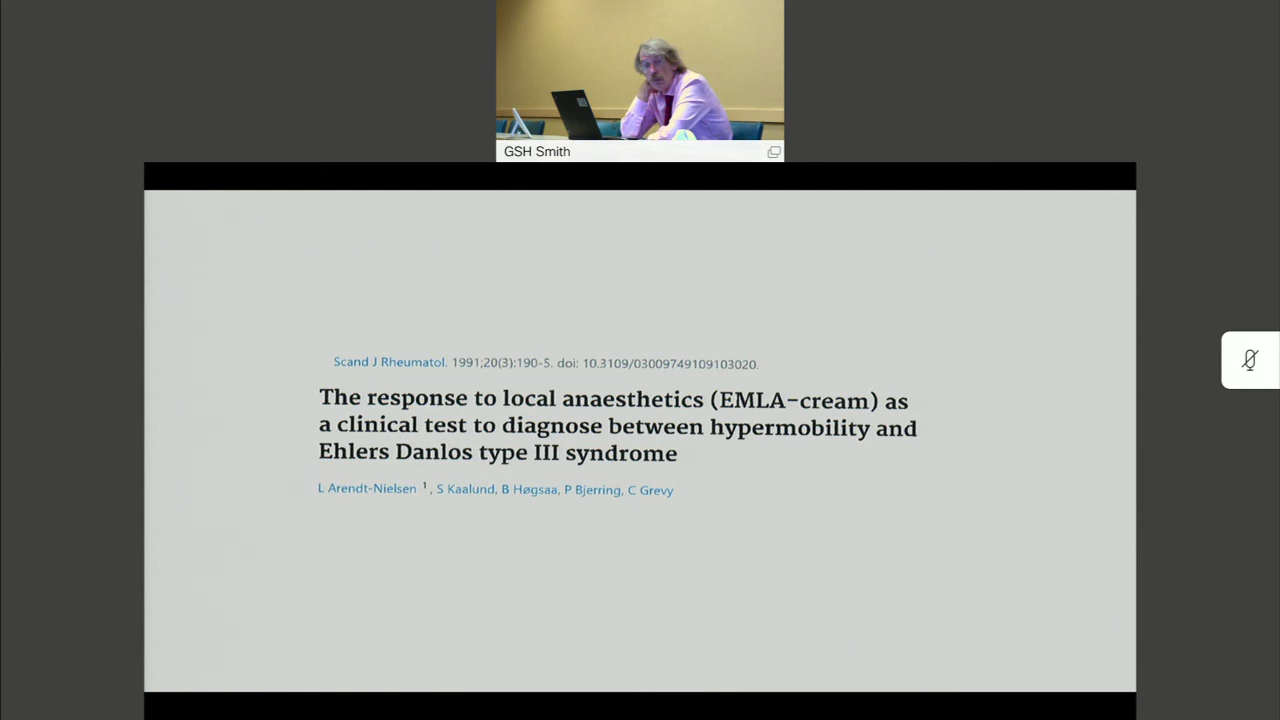 GSH Smith
Scand J Rheumatol. 1991;20(3):190-5. doi: 10.3109/03009749109103020.
The response to local anaesthetics (EMLA-cream) as
a clinical test to diagnose between hypermobility and
Ehlers Danlos type III syndrome
L Arendt-Nielsen 1, S Kaalund, B Høgsaa, P Bjerring, C Grevy